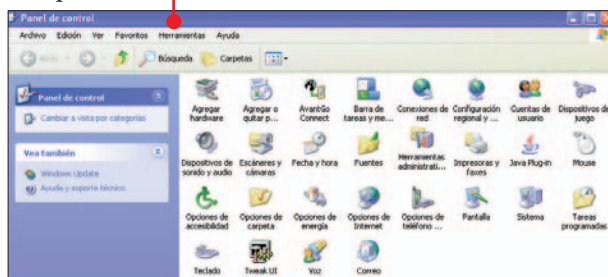 Panel de control
Archivo Edición Ver Favoritos Herramientas Ayuda
Atrás Búsqueda Carpetas
Panel de control
Cambiar a vista por categorías
Vea también
Windows Update
Ayuda y soporte técnico
Agregar hardware
Agregar o quitar p...
AvantGo Connect
Barra de tareas y me...
Conexiones de red
Configuración regional y ...
Cuentas de usuario
Dispositivos de juego
Dispositivos de sonido y audio
Escáneres y cámaras
Fecha y hora
Fuentes
Herramientas administrati...
Impresoras y faxes
Java Plug-in
Mouse
Opciones de accesibilidad
Opciones de carpeta
Opciones de energía
Opciones de Internet
Opciones de teléfono ...
Pantalla
Sistema
Tareas programadas
Teclado
Tweak UI
Voz
Correo